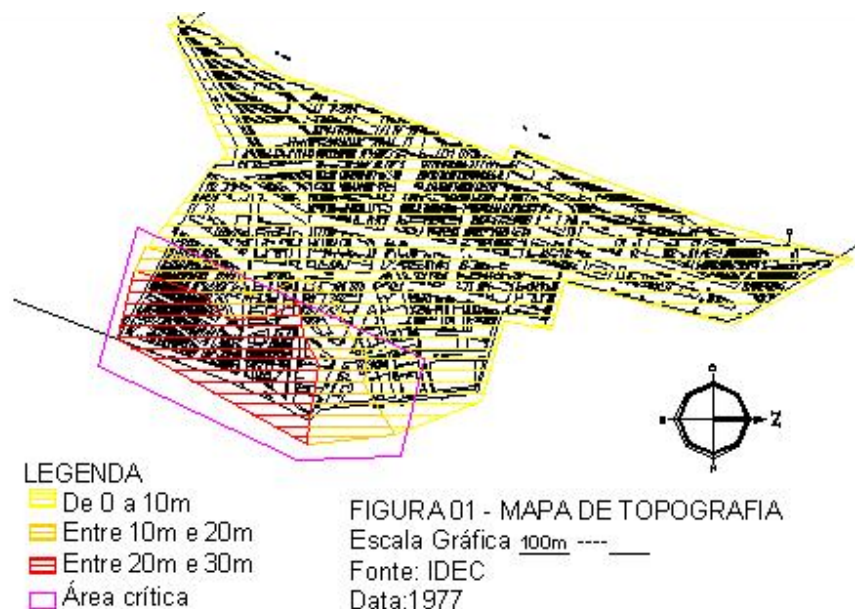 N
LEGENDA
De 0 a 10m
Entre 10m e 20m
Entre 20m e 30m
Área crítica
FIGURA 01 - MAPA DE TOPOGRAFIA
Escala Gráfica 100m ----
Fonte: IDEC
Data:1977